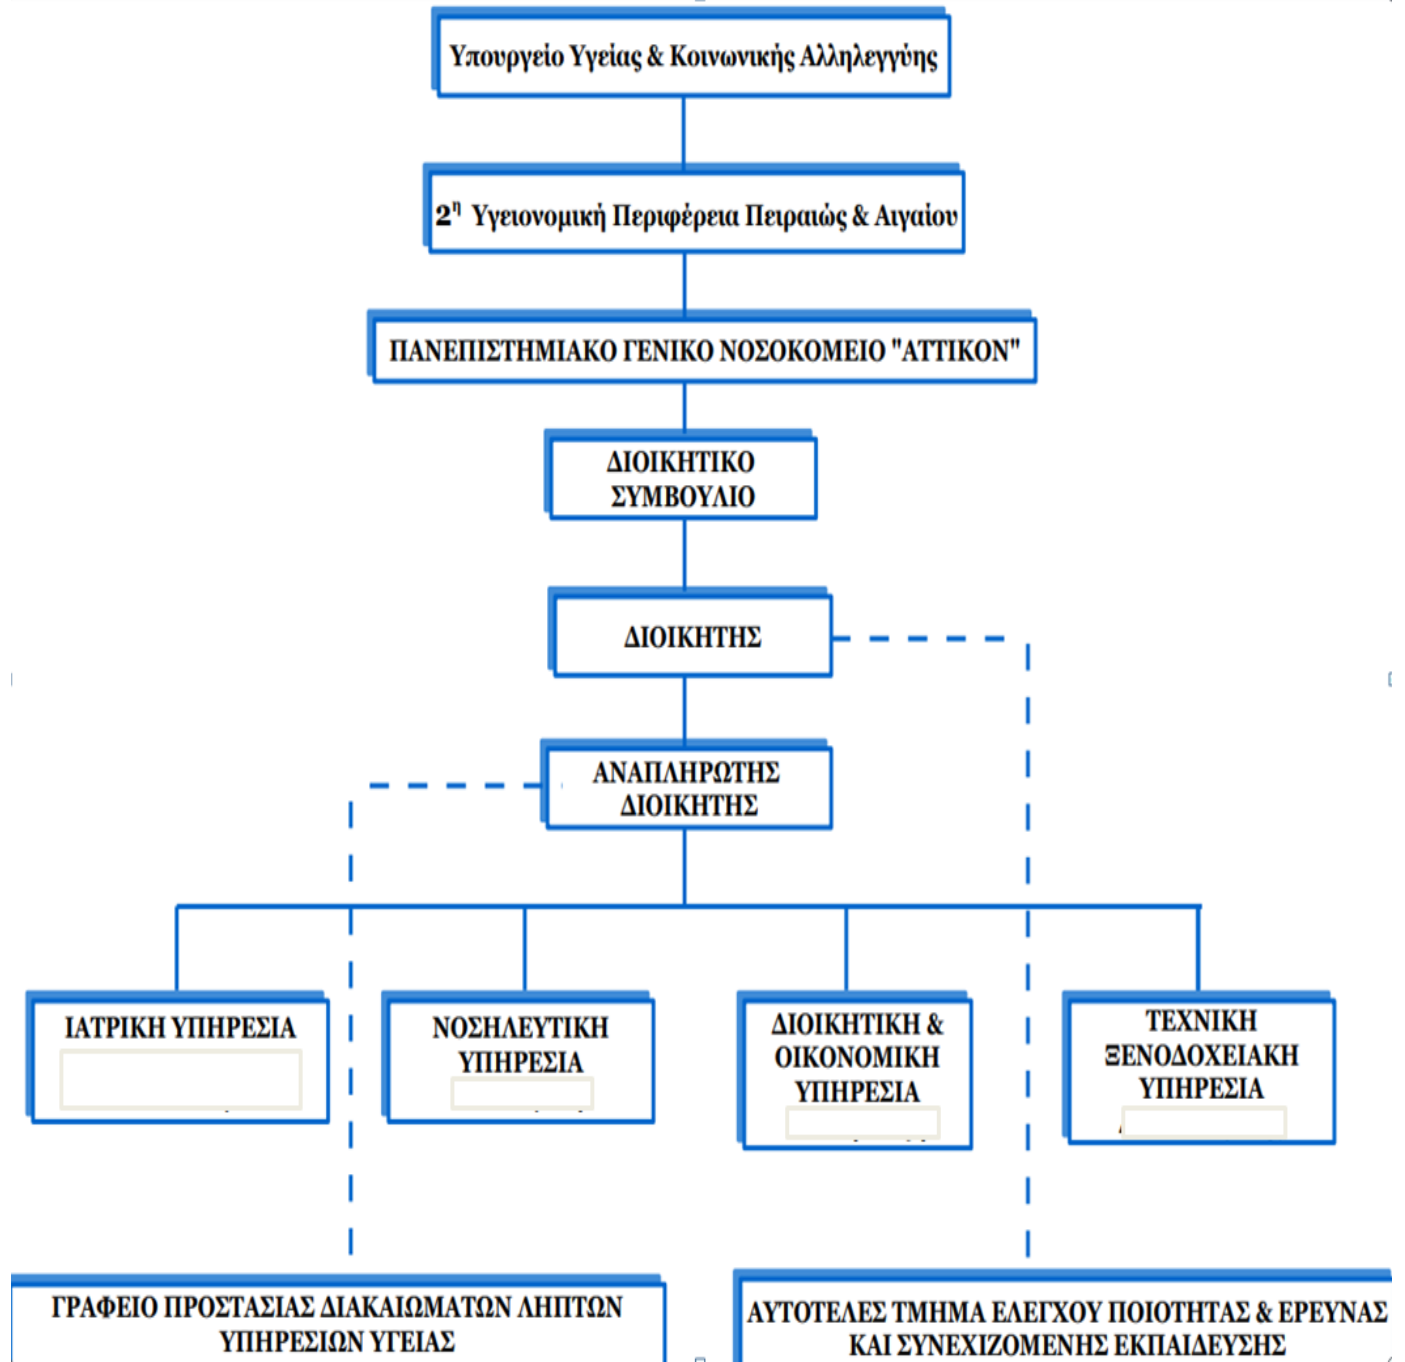 Υπουργείο Υγείας & Κοινωνικής Αλληλεγγύης
2η Υγειονομική Περιφέρεια Πειραιώς & Αιγαίου
ΠΑΝΕΠΙΣΤΗΜΙΑΚΟ ΓΕΝΙΚΟ ΝΟΣΟΚΟΜΕΙΟ "ΑΤΤΙΚΟΝ"
ΔΙΟΙΚΗΤΙΚΟ
ΣΥΜΒΟΥΛΙΟ
ΔΙΟΙΚΗΤΗΣ
ΑΝΑΠΛΗΡΩΤΗΣ
ΔΙΟΙΚΗΤΗΣ
ΙΑΤΡΙΚΗ ΥΠΗΡΕΣΙΑ
ΝΟΣΗΛΕΥΤΙΚΗ
ΥΠΗΡΕΣΙΑ
ΔΙΟΙΚΗΤΙΚΗ &
ΟΙΚΟΝΟΜΙΚΗ
ΥΠΗΡΕΣΙΑ
ΤΕΧΝΙΚΗ
ΞΕΝΟΔΟΧΕΙΑΚΗ
ΥΠΗΡΕΣΙΑ
ΓΡΑΦΕΙΟ ΠΡΟΣΤΑΣΙΑΣ ΔΙΑΚΑΙΩΜΑΤΩΝ ΛΗΠΤΩΝ
ΥΠΗΡΕΣΙΩΝ ΥΓΕΙΑΣ
ΑΥΤΟΤΕΛΕΣ ΤΜΗΜΑ ΕΛΕΓΧΟΥ ΠΟΙΟΤΗΤΑΣ & ΕΡΕΥΝΑΣ
ΚΑΙ ΣΥΝΕΧΙΖΟΜΕΝΗΣ ΕΚΠΑΙΔΕΥΣΗΣ